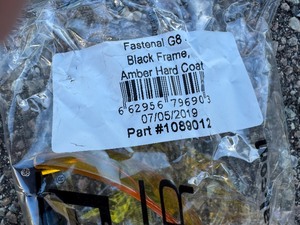 Fastenal G8
Black Frame,
Amber Hard Coat
6 62956 79690 3
07/05/2019
Part #1089012